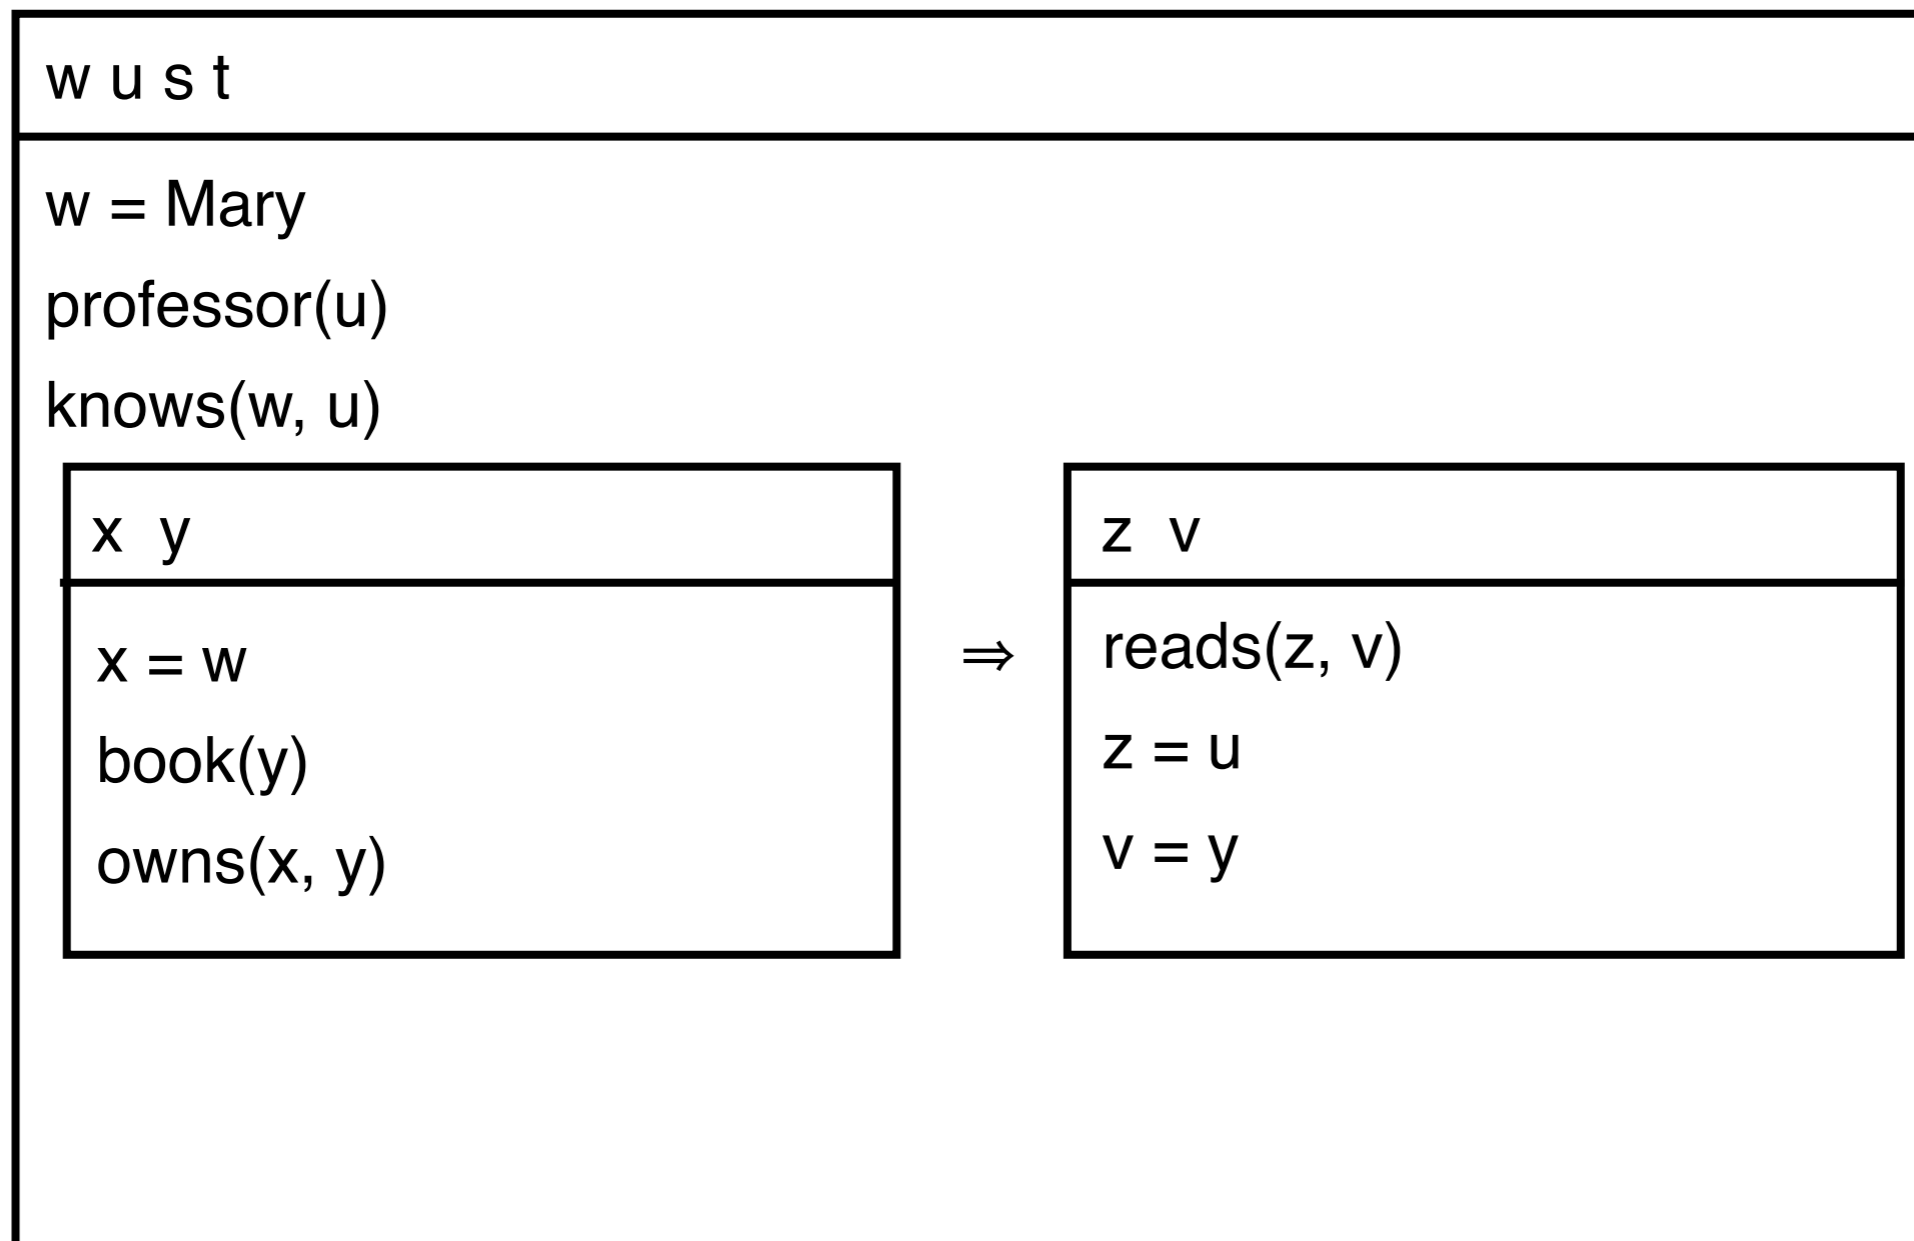 w u s t
w = Mary
professor(u)
knows(w, u)
x y
x = w
book(y)
owns(x, y)
⇒
z v
reads(z, v)
z = u
v = y